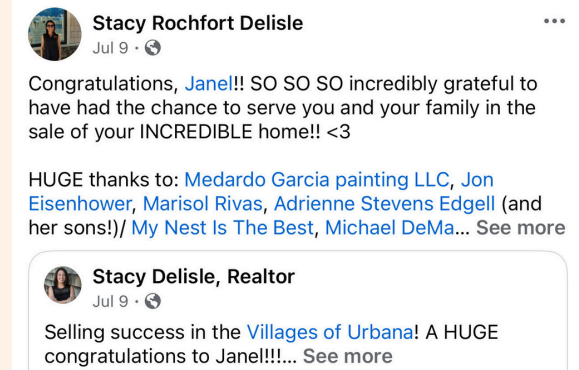 Stacy Rochfort Delisle
Jul 9 ·
Congratulations, Janel!! SO SO SO incredibly grateful to
have had the chance to serve you and your family in the
sale of your INCREDIBLE home!! <3
HUGE thanks to: Medardo Garcia painting LLC, Jon
Eisenhower, Marisol Rivas, Adrienne Stevens Edgell (and
her sons!)/ My Nest Is The Best, Michael DeMa... See more
Stacy Delisle, Realtor
Jul 9 ·
Selling success in the Villages of Urbana! A HUGE
congratulations to Janel!!!... See more